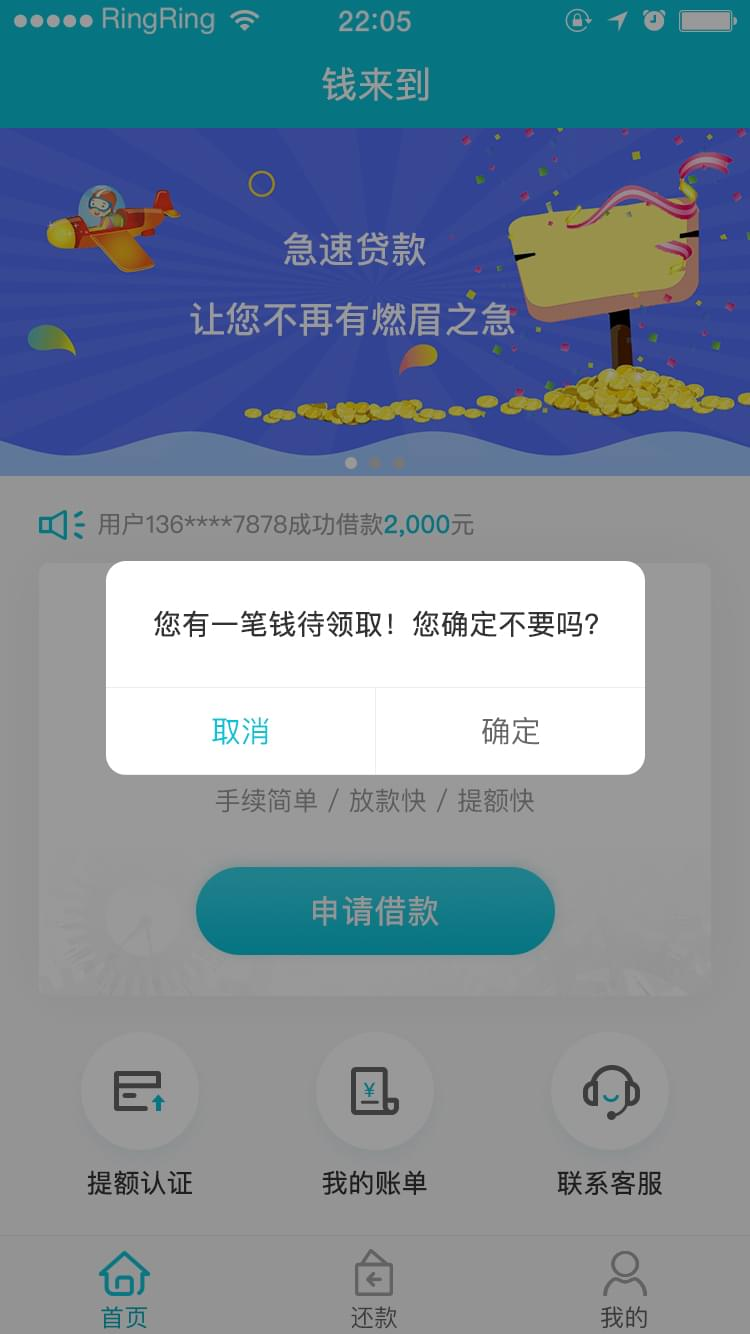 RingRing 22:05
钱来到
急速贷款
让您不再有燃眉之急
用户136****7878成功借款2,000元
您有一笔钱待领取！您确定不要吗？
取消 确定
手续简单 / 放款快 / 提额快
申请借款
¥
提额认证 我的账单 联系客服
首页 还款 我的